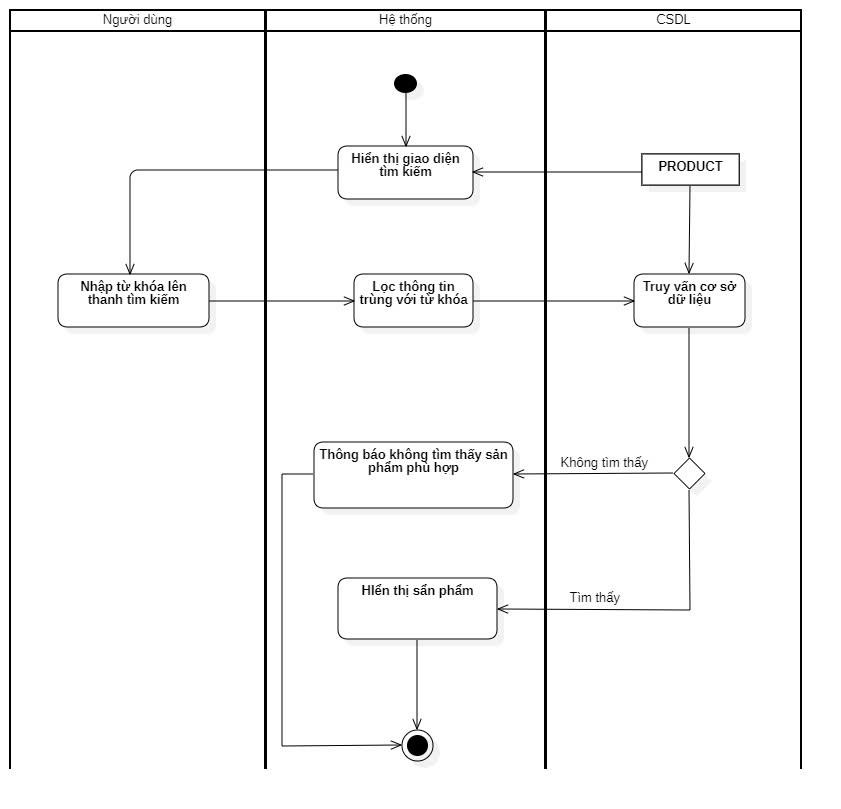 Người dùng
Hệ thống
CSDL
Hiển thị giao diện
tìm kiếm
PRODUCT
Nhập từ khóa lên
thanh tìm kiếm
Lọc thông tin
trùng với từ khóa
Truy vấn cơ sở
dữ liệu
Thông báo không tìm thấy sản
phẩm phù hợp
Không tìm thấy
HIển thị sẩn phẩm
Tìm thấy